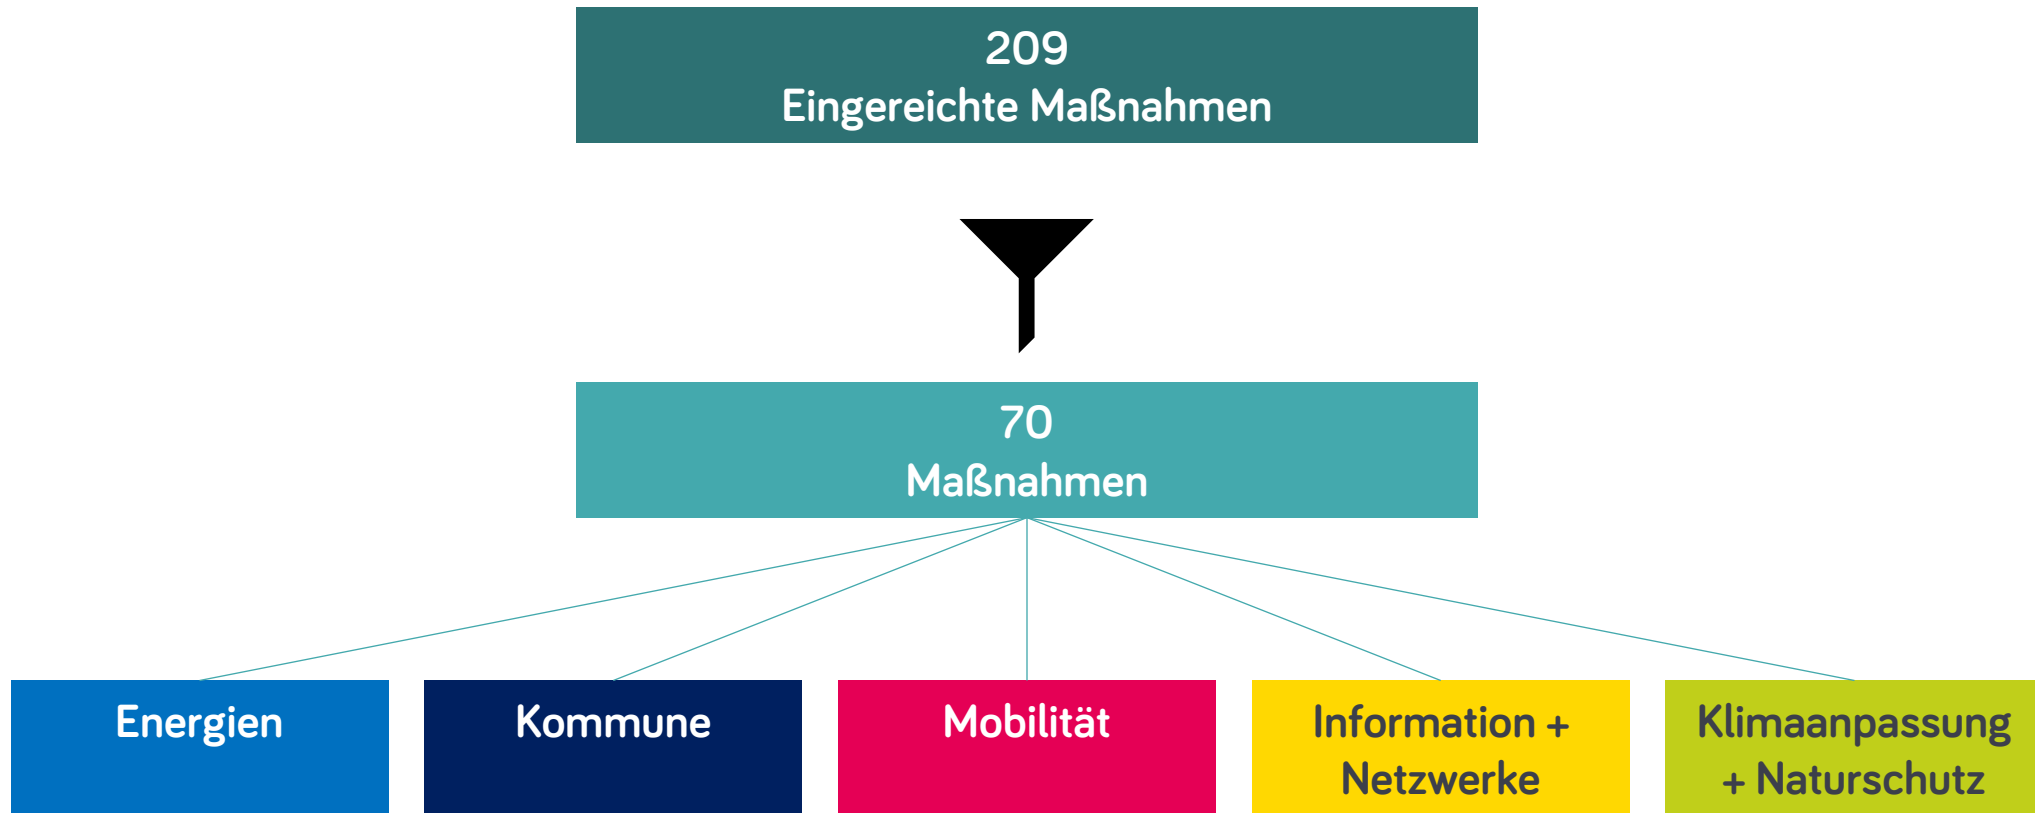 209
Eingereichte Maßnahmen
70
Maßnahmen
Energien
Kommune
Mobilität
Information +
Netzwerke
Klimaanpassung
+ Naturschutz